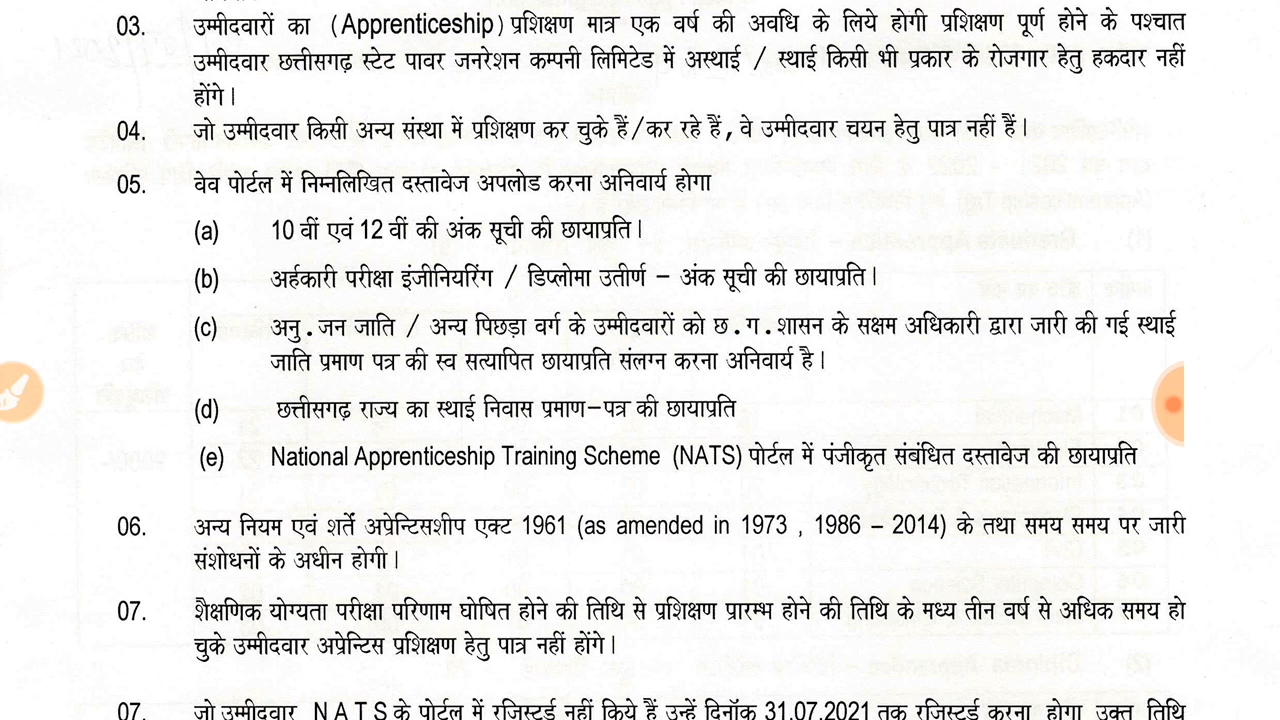 03. उम्मीदवारों का (Apprenticeship) प्रशिक्षण मात्र एक वर्ष की अवधि के लिये होगी प्रशिक्षण पूर्ण होने के पश्चात
उम्मीदवार छत्तीसगढ़ स्टेट पावर जनरेशन कम्पनी लिमिटेड में अस्थाई / स्थाई किसी भी प्रकार के रोजगार हेतु हकदार नहीं
होंगे।
04. जो उम्मीदवार किसी अन्य संस्था में प्रशिक्षण कर चुके हैं/कर रहे हैं, वे उम्मीदवार चयन हेतु पात्र नहीं हैं।
05. वेव पोर्टल में निम्नलिखित दस्तावेज अपलोड करना अनिवार्य होगा
(a) 10 वीं एवं 12 वीं की अंक सूची की छायाप्रति।
(b) अर्हकारी परीक्षा इंजीनियरिंग / डिप्लोमा उतीर्ण – अंक सूची की छायाप्रति।
(c) अनु.जन जाति / अन्य पिछड़ा वर्ग के उम्मीदवारों को छ.ग.शासन के सक्षम अधिकारी द्वारा जारी की गई स्थाई
जाति प्रमाण पत्र की स्व सत्यापित छायाप्रति संलग्न करना अनिवार्य है।
(d) छत्तीसगढ़ राज्य का स्थाई निवास प्रमाण–पत्र की छायाप्रति
(e) National Apprenticeship Training Scheme (NATS) पोर्टल में पंजीकृत संबंधित दस्तावेज की छायाप्रति
06. अन्य नियम एवं शर्तें अप्रेन्टिसशीप एक्ट 1961 (as amended in 1973 , 1986 – 2014) के तथा समय समय पर जारी
संशोधनों के अधीन होगी।
07. शैक्षणिक योग्यता परीक्षा परिणाम घोषित होने की तिथि से प्रशिक्षण प्रारम्भ होने की तिथि के मध्य तीन वर्ष से अधिक समय हो
चुके उम्मीदवार अप्रेन्टिस प्रशिक्षण हेतु पात्र नहीं होंगे।
07. जो उम्मीदवार N A T S के पोर्टल में रजिस्टर्ड नहीं किये हैं उन्हें दिनॉक 31.07.2021 तक रजिस्टर्ड करना होगा उक्त तिथि